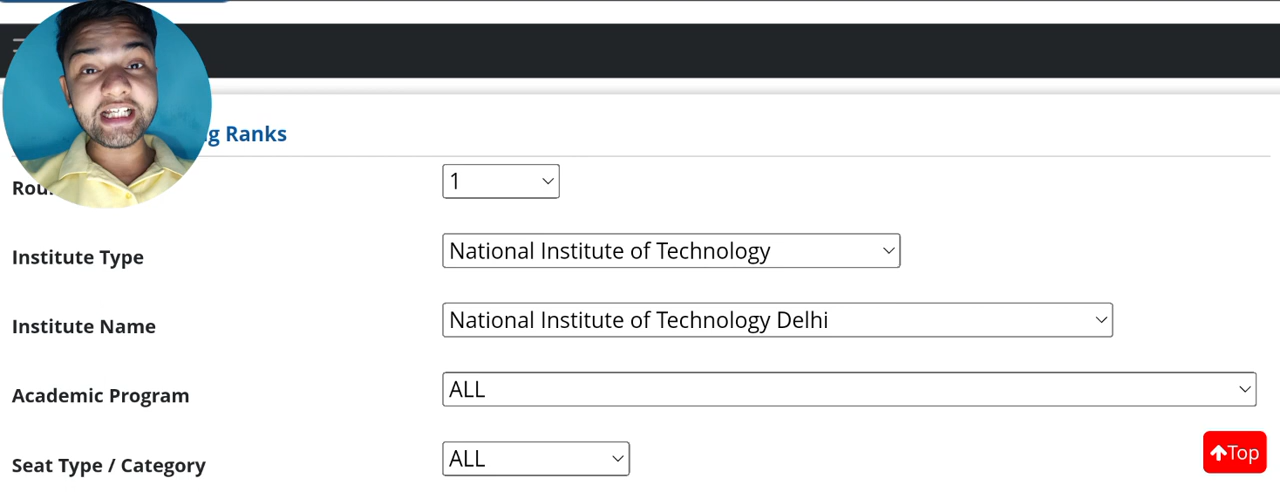 Ranks
1
Institute Type
National Institute of Technology
Institute Name
National Institute of Technology Delhi
Academic Program
ALL
Seat Type / Category
ALL
Top